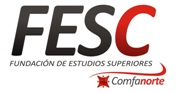 FESC
FUNDACIÓN DE ESTUDIOS SUPERIORES
Comfanorte